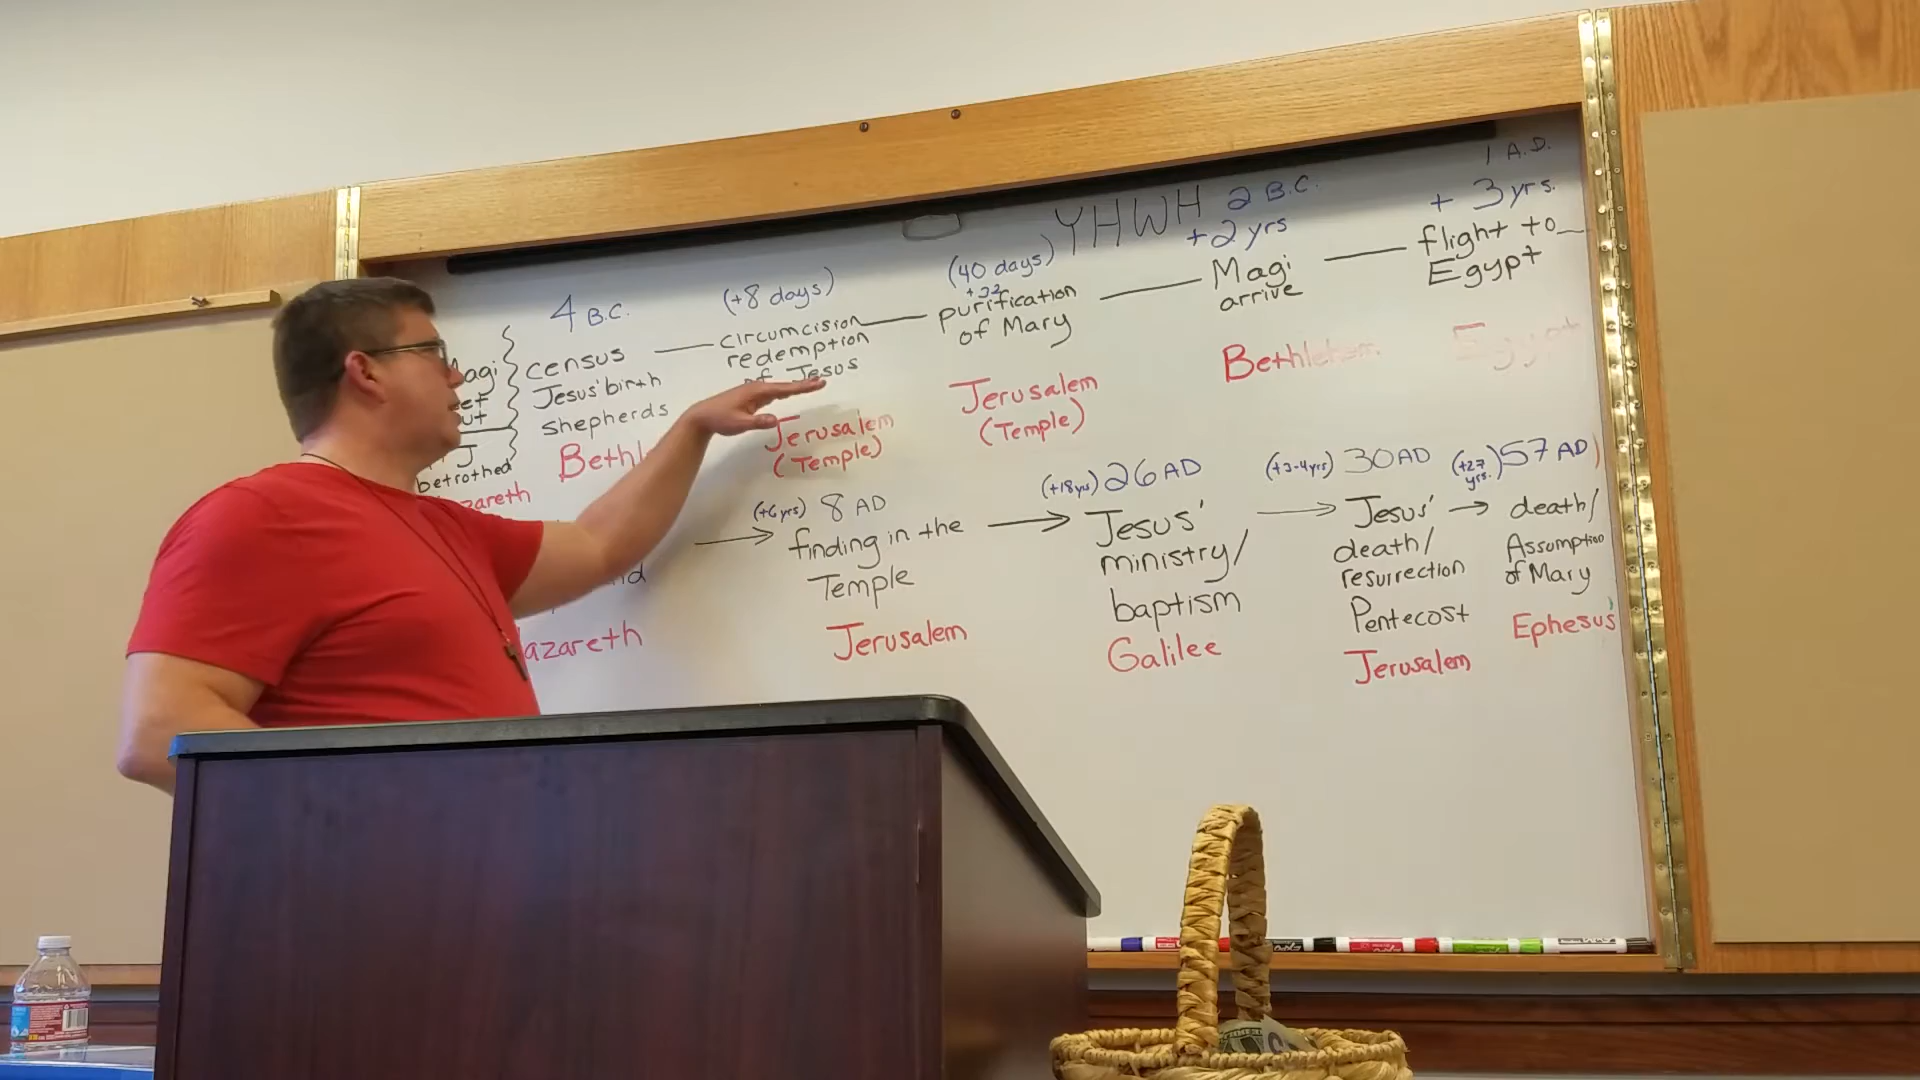 4 B.C.
census
Jesus' birth
shepherds
betrothed
(+8 days)
circumcision
redemption
of Jesus
Jerusalem
(Temple)
(40 days)
+32
purification
of Mary
Jerusalem
(Temple)
YHWH
2 B.C.
+2 yrs
Magi
arrive
Bethlehem
1 A.D.
+ 3 yrs.
flight to
Egypt
Egypt
(+6 yrs) 8 AD
finding in the
Temple
Jerusalem
(+18 yrs) 26 AD
Jesus'
ministry/
baptism
Galilee
(+3-4 yrs) 30 AD
Jesus'
death/
resurrection
Pentecost
Jerusalem
(+27 yrs.) 57 AD
death/
Assumption
of Mary
Ephesus